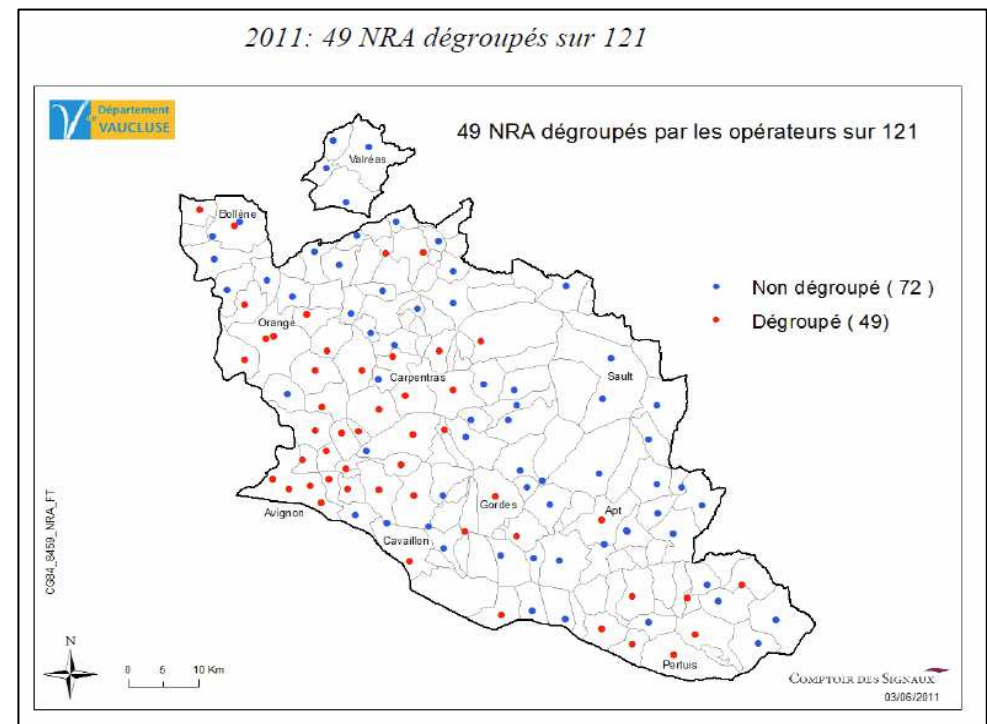 2011: 49 NRA dégroupés sur 121
Département
de VAUCLUSE
49 NRA dégroupés par les opérateurs sur 121
Valréas
Bollène
Non dégroupé ( 72 )
Dégroupé ( 49)
Orange
Carpentras
Sault
Gordes
Apt
Avignon
Cavaillon
Pertuis
CG84_8459_NRA_FT
N
0 5 10 Km
COMPTOIR DES SIGNAUX
03/06/2011